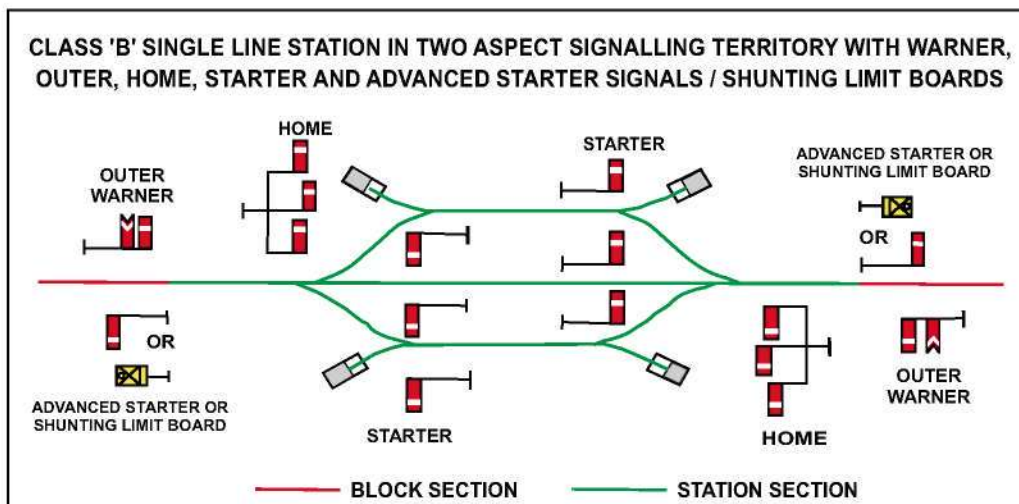 CLASS 'B' SINGLE LINE STATION IN TWO ASPECT SIGNALLING TERRITORY WITH WARNER,
OUTER, HOME, STARTER AND ADVANCED STARTER SIGNALS / SHUNTING LIMIT BOARDS
HOME
STARTER
ADVANCED STARTER OR
SHUNTING LIMIT BOARD
OUTER
WARNER
OR
OR
ADVANCED STARTER OR
SHUNTING LIMIT BOARD
STARTER
HOME
OUTER
WARNER
BLOCK SECTION
STATION SECTION